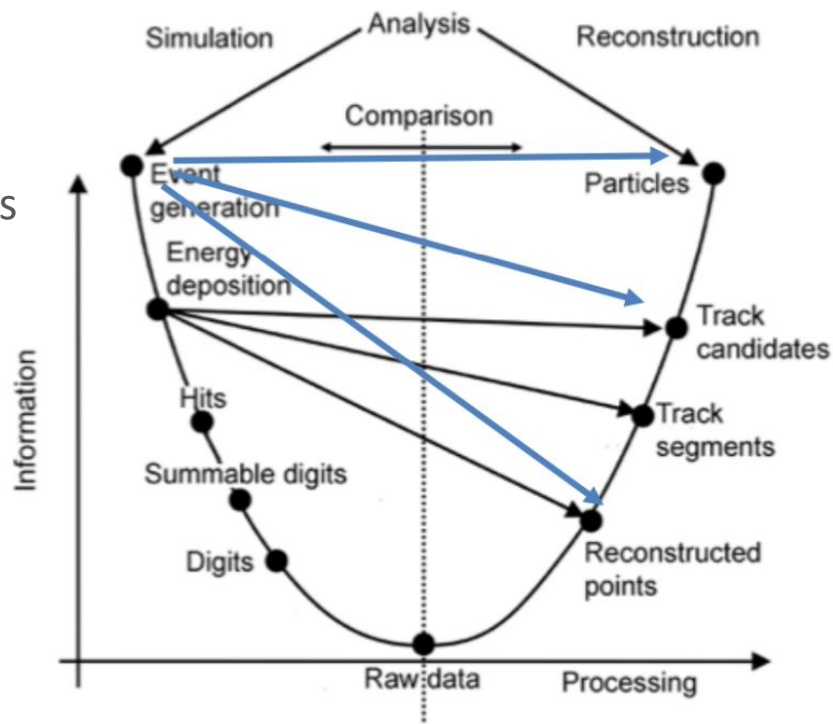 Analysis
Simulation
Reconstruction
Comparison
s
Event
generation
Particles
Energy
deposition
Track
candidates
Hits
Track
segments
Summable digits
Digits
Reconstructed
points
Information
Raw data
Processing